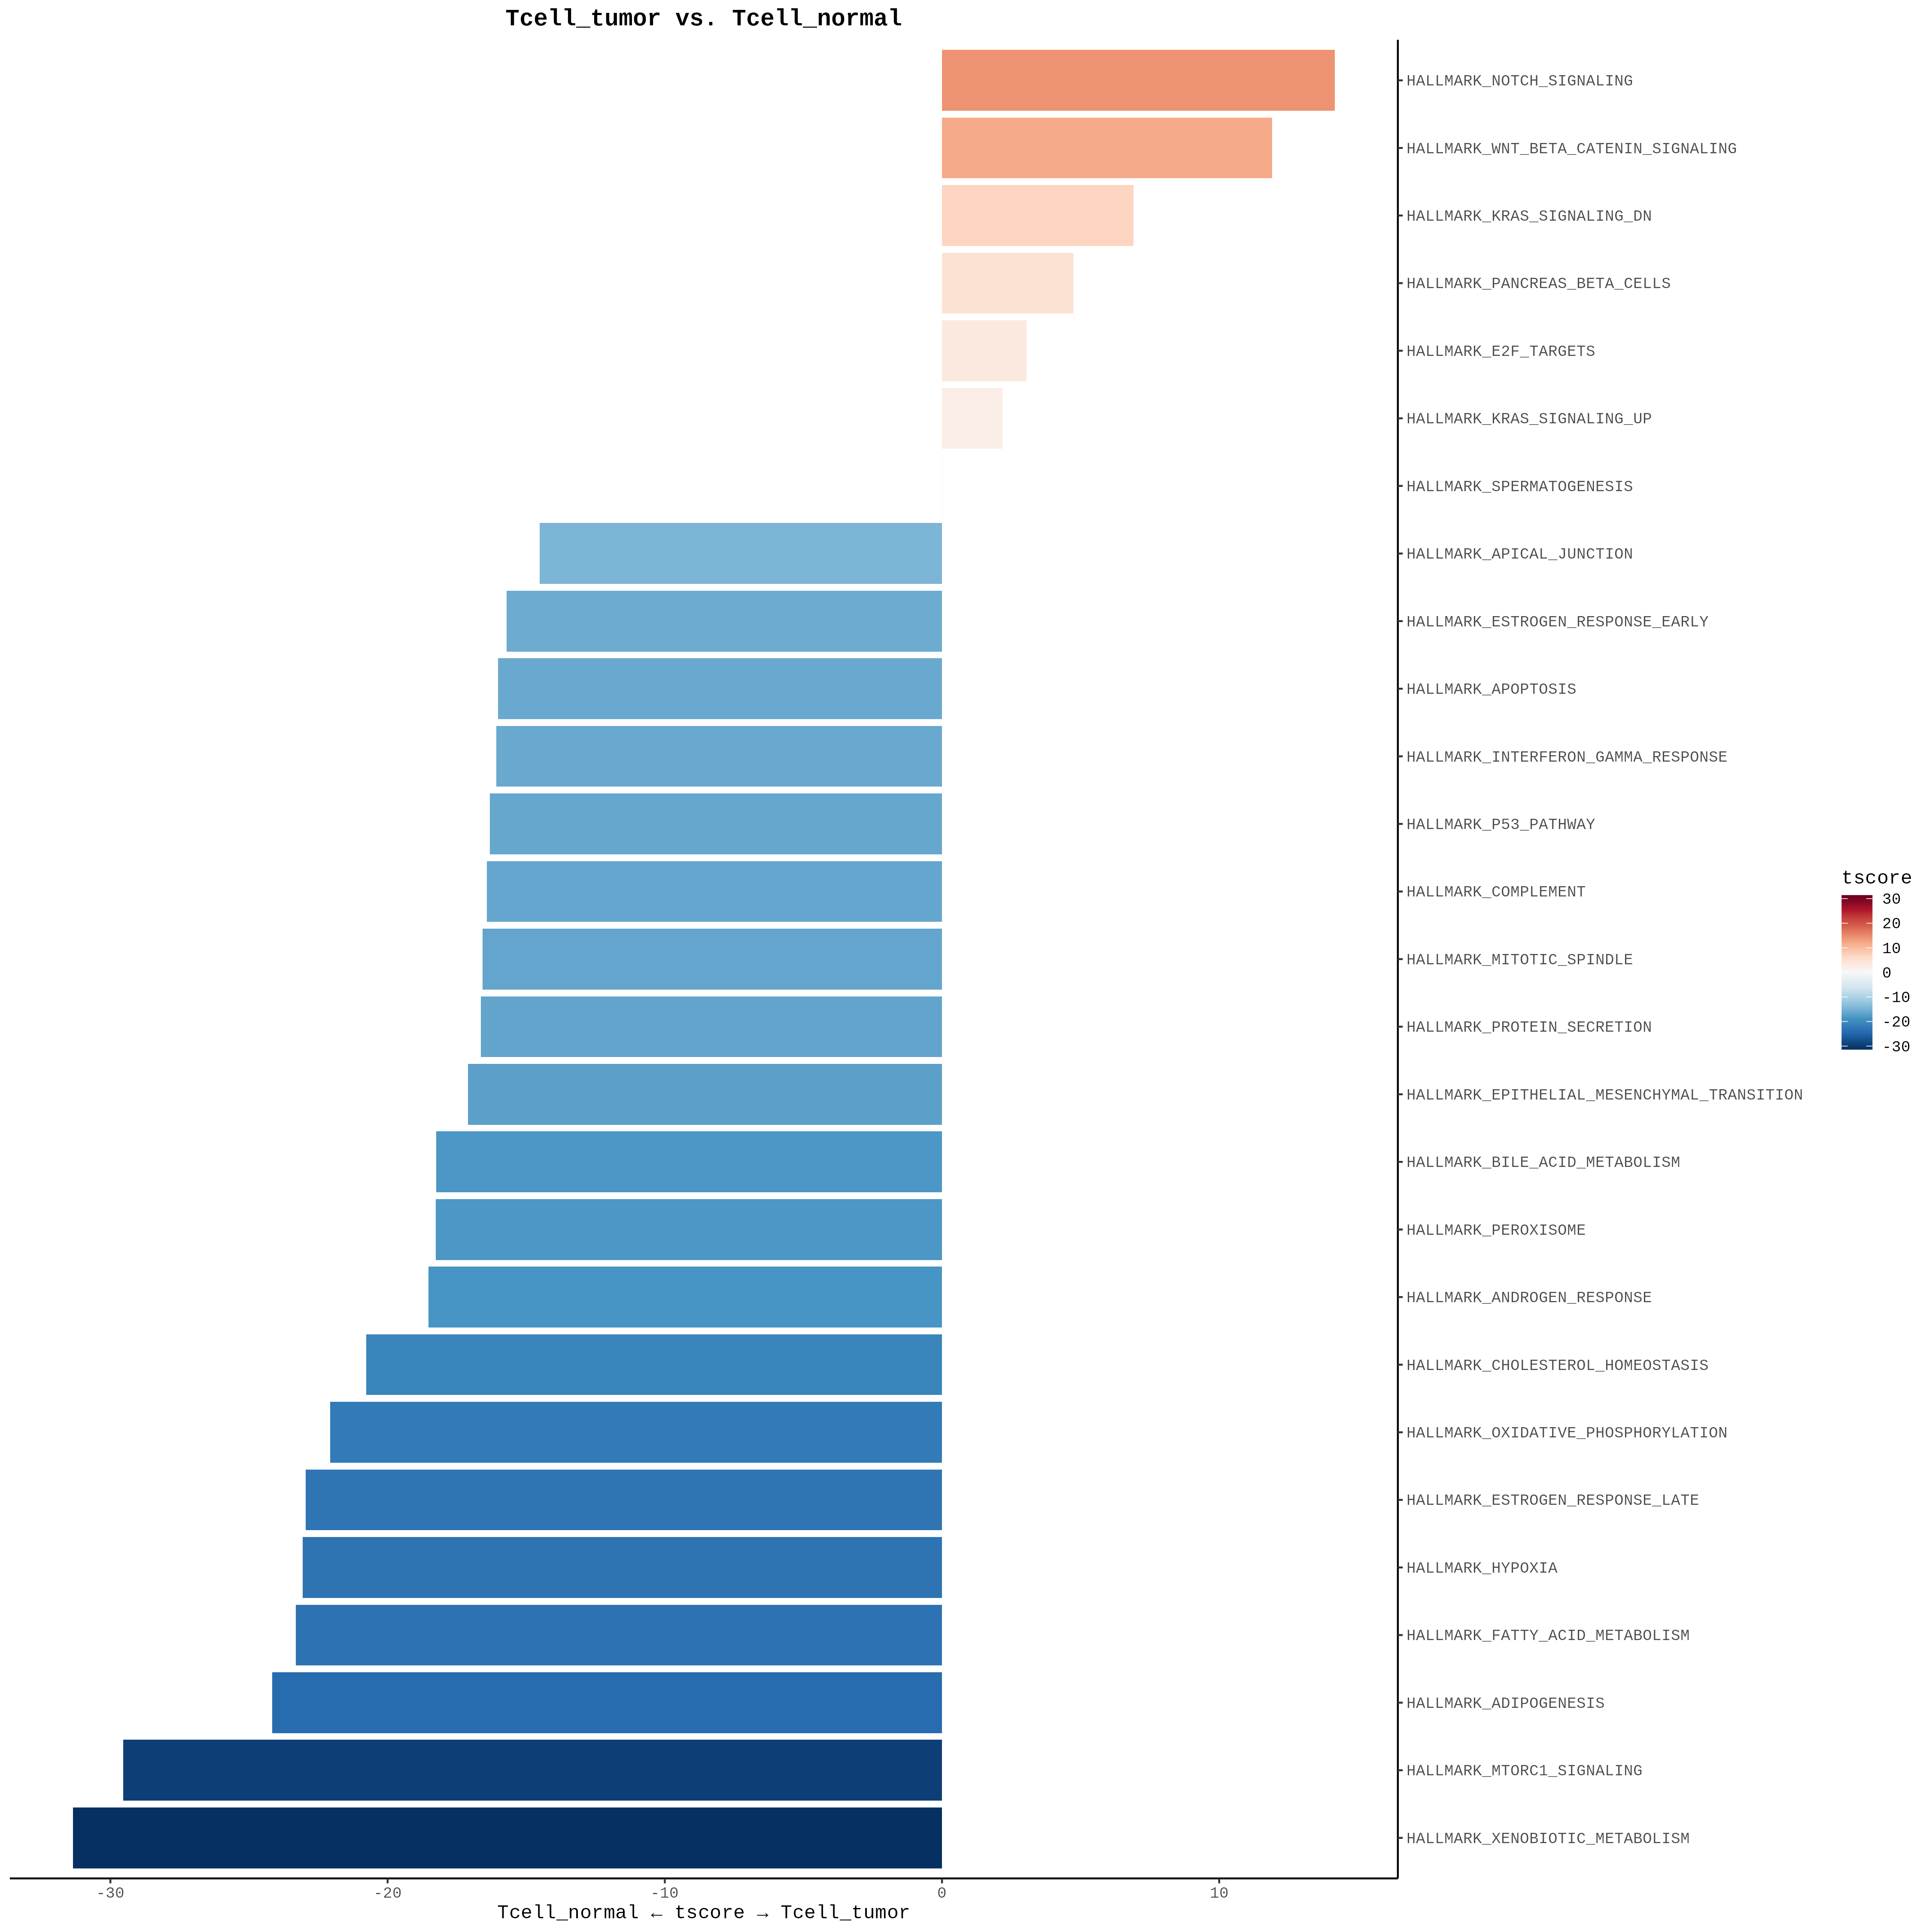 Tcell_tumor vs. Tcell_normal
HALLMARK_NOTCH_SIGNALING
HALLMARK_WNT_BETA_CATENIN_SIGNALING
HALLMARK_KRAS_SIGNALING_DN
HALLMARK_PANCREAS_BETA_CELLS
HALLMARK_E2F_TARGETS
HALLMARK_KRAS_SIGNALING_UP
HALLMARK_SPERMATOGENESIS
HALLMARK_APICAL_JUNCTION
HALLMARK_ESTROGEN_RESPONSE_EARLY
HALLMARK_APOPTOSIS
HALLMARK_INTERFERON_GAMMA_RESPONSE
HALLMARK_P53_PATHWAY
HALLMARK_COMPLEMENT
HALLMARK_MITOTIC_SPINDLE
HALLMARK_PROTEIN_SECRETION
HALLMARK_EPITHELIAL_MESENCHYMAL_TRANSITION
HALLMARK_BILE_ACID_METABOLISM
HALLMARK_PEROXISOME
HALLMARK_ANDROGEN_RESPONSE
HALLMARK_CHOLESTEROL_HOMEOSTASIS
HALLMARK_OXIDATIVE_PHOSPHORYLATION
HALLMARK_ESTROGEN_RESPONSE_LATE
HALLMARK_HYPOXIA
HALLMARK_FATTY_ACID_METABOLISM
HALLMARK_ADIPOGENESIS
HALLMARK_MTORC1_SIGNALING
HALLMARK_XENOBIOTIC_METABOLISM
-30 -20 -10 0 10
Tcell_normal ← tscore → Tcell_tumor
tscore
30
20
10
0
-10
-20
-30